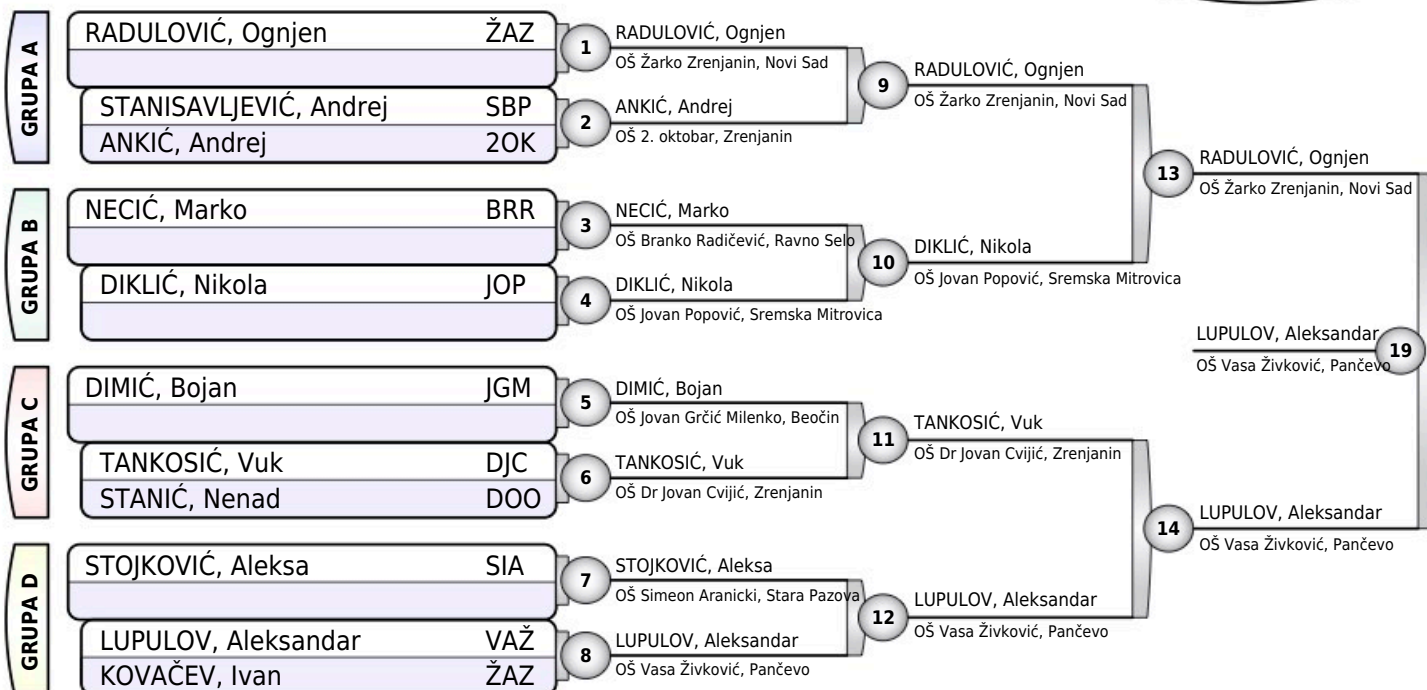 GRUPA A
RADULOVIĆ, Ognjen ŽAZ
STANISAVLJEVIĆ, Andrej SBP
ANKIĆ, Andrej 2OK
GRUPA B
NECIĆ, Marko BRR
DIKLIĆ, Nikola JOP
GRUPA C
DIMIĆ, Bojan JGM
TANKOSIĆ, Vuk DJC
STANIĆ, Nenad DOO
GRUPA D
STOJKOVIĆ, Aleksa SIA
LUPULOV, Aleksandar VAŽ
KOVAČEV, Ivan ŽAZ
1
RADULOVIĆ, Ognjen
OŠ Žarko Zrenjanin, Novi Sad
2
ANKIĆ, Andrej
OŠ 2. oktobar, Zrenjanin
3
NECIĆ, Marko
OŠ Branko Radičević, Ravno Selo
4
DIKLIĆ, Nikola
OŠ Jovan Popović, Sremska Mitrovica
5
DIMIĆ, Bojan
OŠ Jovan Grčić Milenko, Beočin
6
TANKOSIĆ, Vuk
OŠ Dr Jovan Cvijić, Zrenjanin
7
STOJKOVIĆ, Aleksa
OŠ Simeon Aranicki, Stara Pazova
8
LUPULOV, Aleksandar
OŠ Vasa Živković, Pančevo
9
RADULOVIĆ, Ognjen
OŠ Žarko Zrenjanin, Novi Sad
10
DIKLIĆ, Nikola
OŠ Jovan Popović, Sremska Mitrovica
11
TANKOSIĆ, Vuk
OŠ Dr Jovan Cvijić, Zrenjanin
12
LUPULOV, Aleksandar
OŠ Vasa Živković, Pančevo
13
RADULOVIĆ, Ognjen
OŠ Žarko Zrenjanin, Novi Sad
14
LUPULOV, Aleksandar
OŠ Vasa Živković, Pančevo
LUPULOV, Aleksandar
OŠ Vasa Živković, Pančevo
19